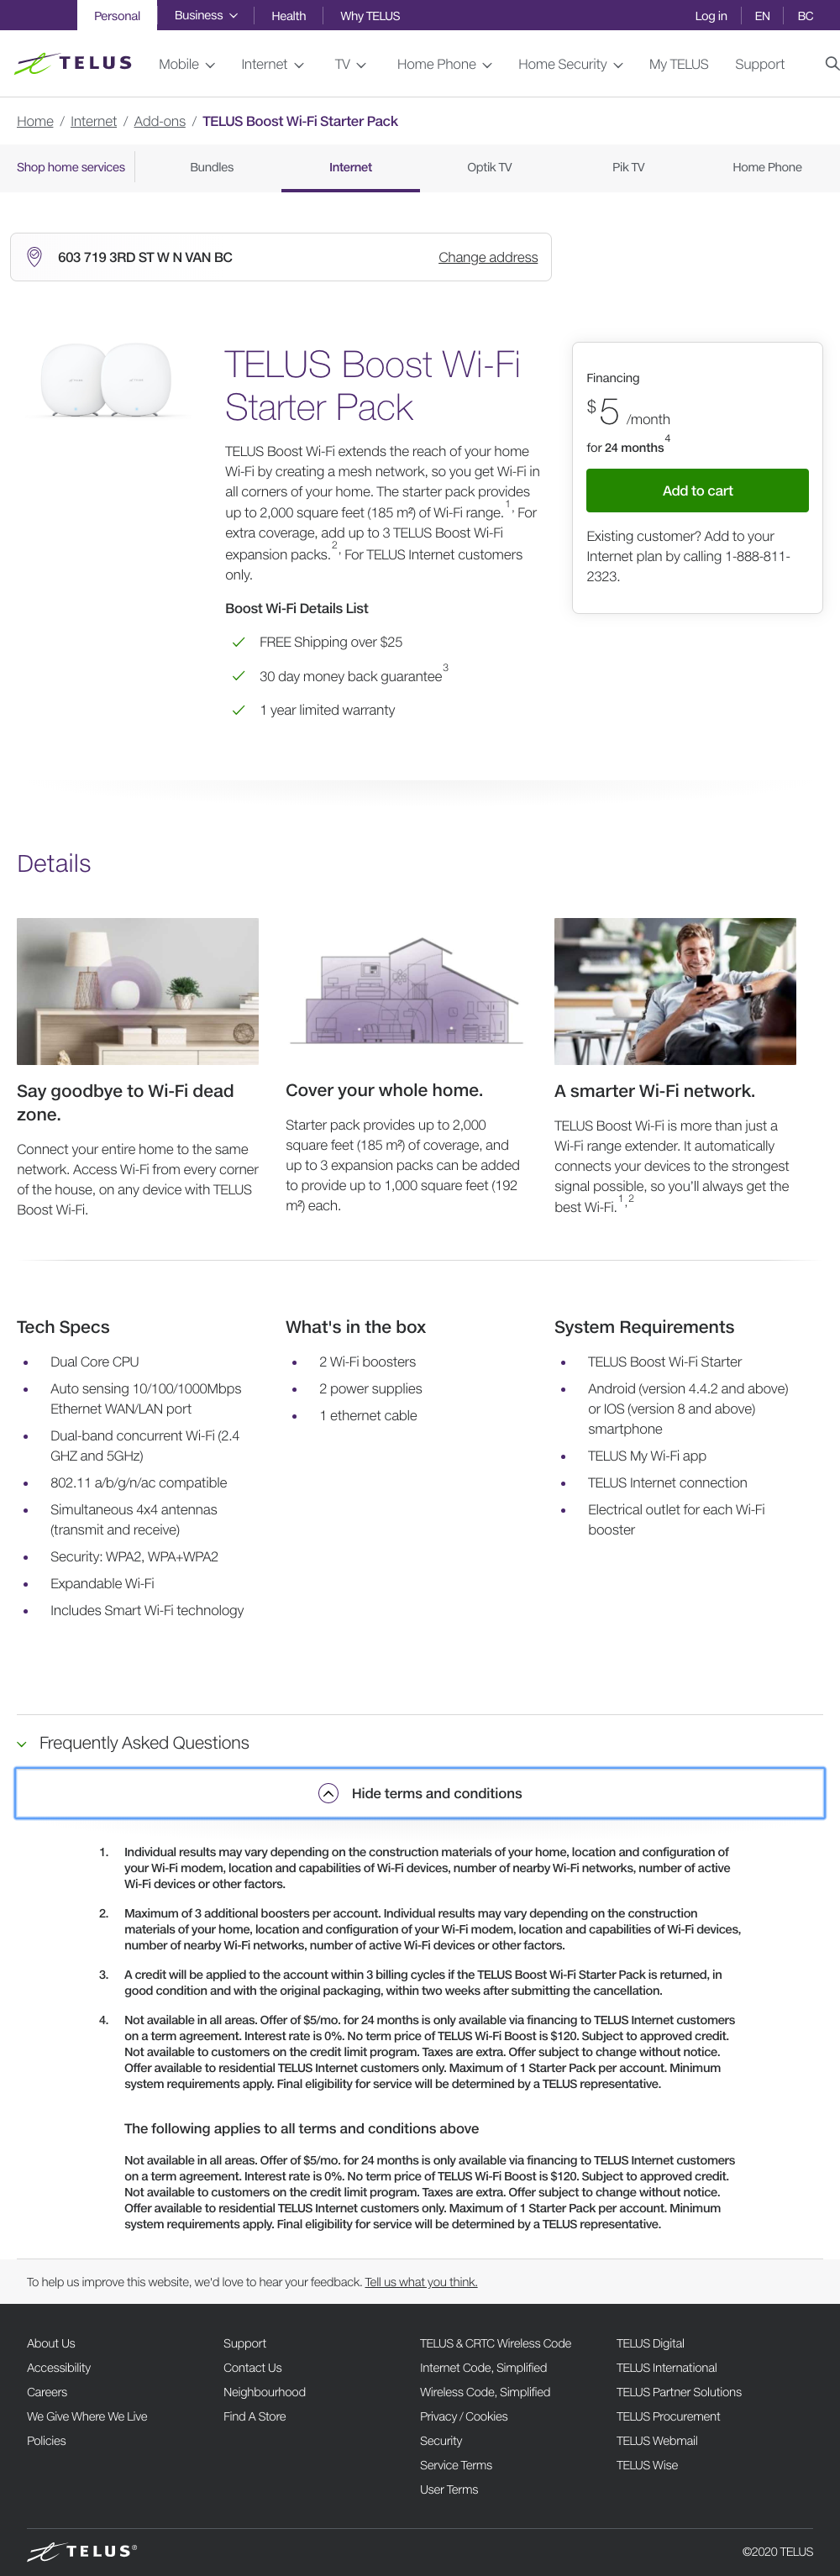 Personal
Business
Health
Why TELUS
Log in
EN
BC
TELUS
Mobile
Internet
TV
Home Phone
Home Security
My TELUS
Support
Home / Internet / Add-ons / TELUS Boost Wi-Fi Starter Pack
Shop home services
Bundles
Internet
Optik TV
Pik TV
Home Phone
603 719 3RD ST W N VAN BC
Change address
TELUS Boost Wi-Fi
Starter Pack
TELUS Boost Wi-Fi extends the reach of your home
Wi-Fi by creating a mesh network, so you get Wi-Fi in
all corners of your home. The starter pack provides
up to 2,000 square feet (185 m²) of Wi-Fi range.1, For
extra coverage, add up to 3 TELUS Boost Wi-Fi
expansion packs.2, For TELUS Internet customers
only.
Boost Wi-Fi Details List
FREE Shipping over $25
30 day money back guarantee3
1 year limited warranty
Financing
$5 /month
for 24 months4
Add to cart
Existing customer? Add to your
Internet plan by calling 1-888-811-
2323.
Details
Say goodbye to Wi-Fi dead
zone.
Connect your entire home to the same
network. Access Wi-Fi from every corner
of the house, on any device with TELUS
Boost Wi-Fi.
Cover your whole home.
Starter pack provides up to 2,000
square feet (185 m²) of coverage, and
up to 3 expansion packs can be added
to provide up to 1,000 square feet (192
m²) each.
A smarter Wi-Fi network.
TELUS Boost Wi-Fi is more than just a
Wi-Fi range extender. It automatically
connects your devices to the strongest
signal possible, so you'll always get the
best Wi-Fi.1,2
Tech Specs
Dual Core CPU
Auto sensing 10/100/1000Mbps
Ethernet WAN/LAN port
Dual-band concurrent Wi-Fi (2.4
GHZ and 5GHz)
802.11 a/b/g/n/ac compatible
Simultaneous 4x4 antennas
(transmit and receive)
Security: WPA2, WPA+WPA2
Expandable Wi-Fi
Includes Smart Wi-Fi technology
What's in the box
2 Wi-Fi boosters
2 power supplies
1 ethernet cable
System Requirements
TELUS Boost Wi-Fi Starter
Android (version 4.4.2 and above)
or IOS (version 8 and above)
smartphone
TELUS My Wi-Fi app
TELUS Internet connection
Electrical outlet for each Wi-Fi
booster
Frequently Asked Questions
Hide terms and conditions
1. Individual results may vary depending on the construction materials of your home, location and configuration of
your Wi-Fi modem, location and capabilities of Wi-Fi devices, number of nearby Wi-Fi networks, number of active
Wi-Fi devices or other factors.
2. Maximum of 3 additional boosters per account. Individual results may vary depending on the construction
materials of your home, location and configuration of your Wi-Fi modem, location and capabilities of Wi-Fi devices,
number of nearby Wi-Fi networks, number of active Wi-Fi devices or other factors.
3. A credit will be applied to the account within 3 billing cycles if the TELUS Boost Wi-Fi Starter Pack is returned, in
good condition and with the original packaging, within two weeks after submitting the cancellation.
4. Not available in all areas. Offer of $5/mo. for 24 months is only available via financing to TELUS Internet customers
on a term agreement. Interest rate is 0%. No term price of TELUS Wi-Fi Boost is $120. Subject to approved credit.
Not available to customers on the credit limit program. Taxes are extra. Offer subject to change without notice.
Offer available to residential TELUS Internet customers only. Maximum of 1 Starter Pack per account. Minimum
system requirements apply. Final eligibility for service will be determined by a TELUS representative.
The following applies to all terms and conditions above
Not available in all areas. Offer of $5/mo. for 24 months is only available via financing to TELUS Internet customers
on a term agreement. Interest rate is 0%. No term price of TELUS Wi-Fi Boost is $120. Subject to approved credit.
Not available to customers on the credit limit program. Taxes are extra. Offer subject to change without notice.
Offer available to residential TELUS Internet customers only. Maximum of 1 Starter Pack per account. Minimum
system requirements apply. Final eligibility for service will be determined by a TELUS representative.
To help us improve this website, we'd love to hear your feedback. Tell us what you think.
About Us
Accessibility
Careers
We Give Where We Live
Policies
Support
Contact Us
Neighbourhood
Find A Store
TELUS & CRTC Wireless Code
Internet Code, Simplified
Wireless Code, Simplified
Privacy / Cookies
Security
Service Terms
User Terms
TELUS Digital
TELUS International
TELUS Partner Solutions
TELUS Procurement
TELUS Webmail
TELUS Wise
TELUS®
©2020 TELUS